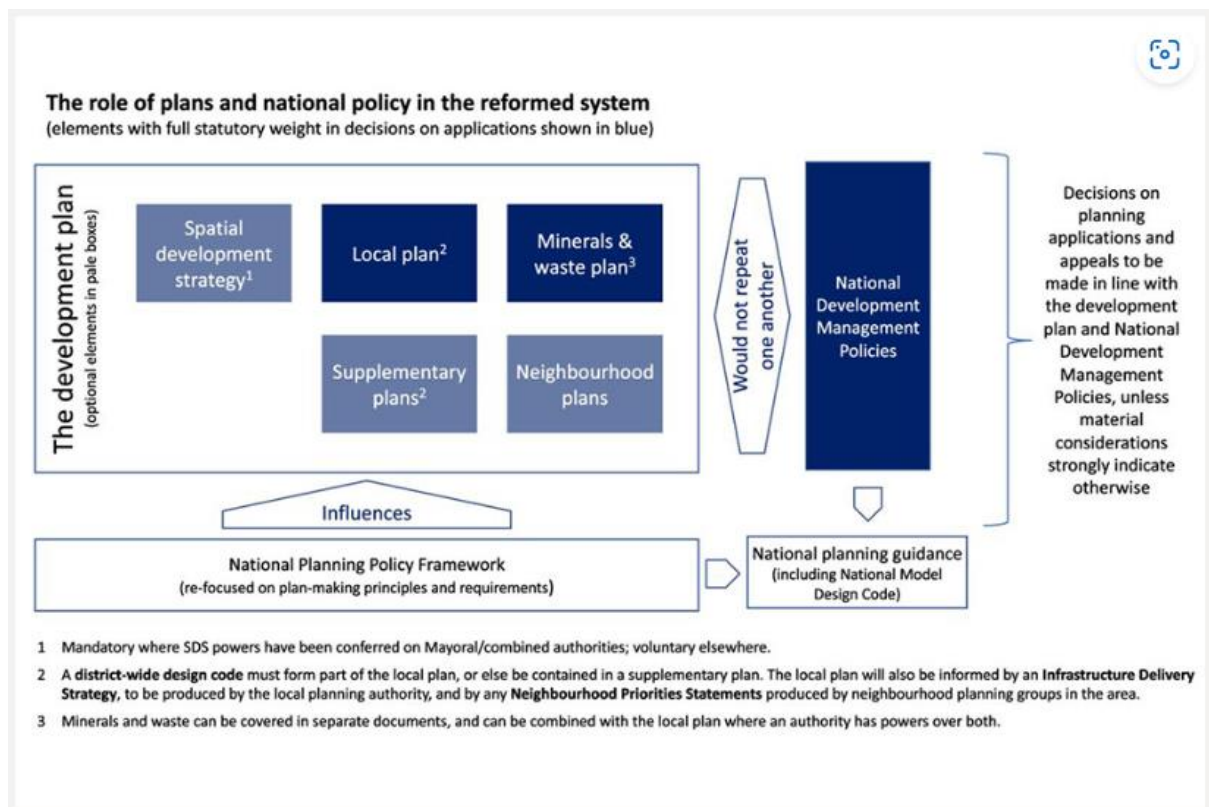 The role of plans and national policy in the reformed system
(elements with full statutory weight in decisions on applications shown in blue)
The development plan
(optional elements in pale boxes)
Spatial
development
strategy1
Local plan2
Minerals &
waste plan3
Supplementary
plans2
Neighbourhood
plans
Would not repeat
one another
National
Development
Management
Policies
Decisions on
planning
applications and
appeals to be
made in line with
the development
plan and National
Development
Management
Policies, unless
material
considerations
strongly indicate
otherwise
Influences
National Planning Policy Framework
(re-focused on plan-making principles and requirements)
National planning guidance
(including National Model
Design Code)
1 Mandatory where SDS powers have been conferred on Mayoral/combined authorities; voluntary elsewhere.
2 A district-wide design code must form part of the local plan, or else be contained in a supplementary plan. The local plan will also be informed by an Infrastructure Delivery
Strategy, to be produced by the local planning authority, and by any Neighbourhood Priorities Statements produced by neighbourhood planning groups in the area.
3 Minerals and waste can be covered in separate documents, and can be combined with the local plan where an authority has powers over both.